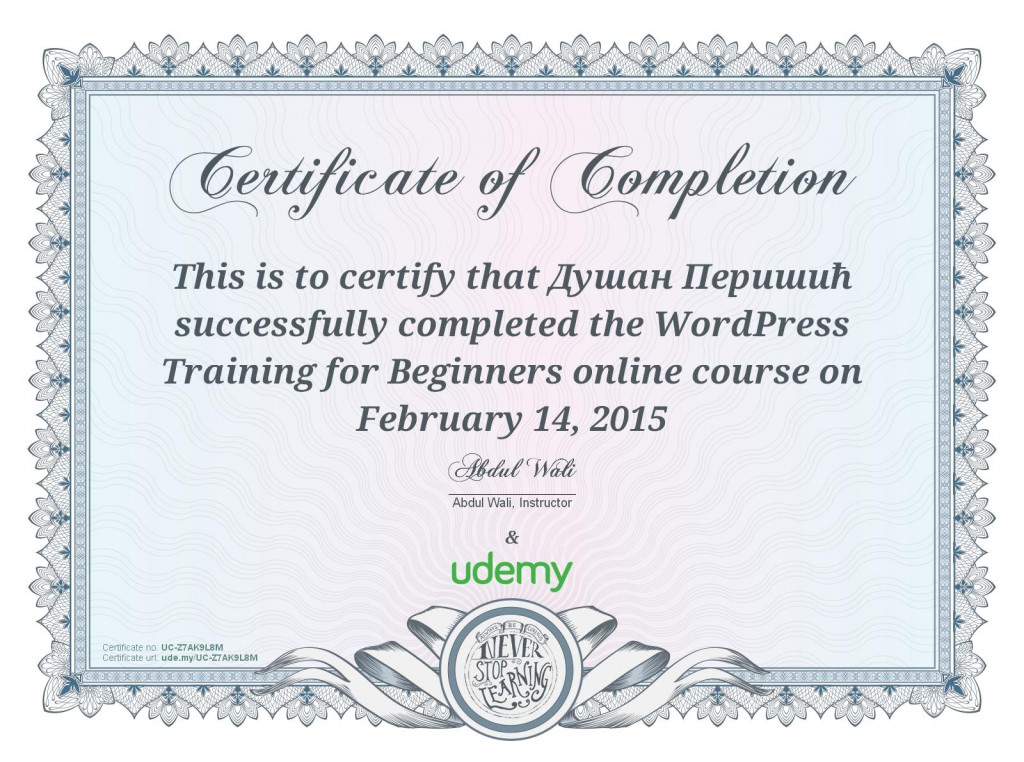 Certificate of Completion
This is to certify that Душан Перишић
successfully completed the WordPress
Training for Beginners online course on
February 14, 2015
Abdul Wali
Abdul Wali, Instructor
&
udemy
Certificate no. UC-Z7AK9L8M
Certificate url: ude.my/UC-Z7AK9L8M
NEVER
STOP
LEARNING